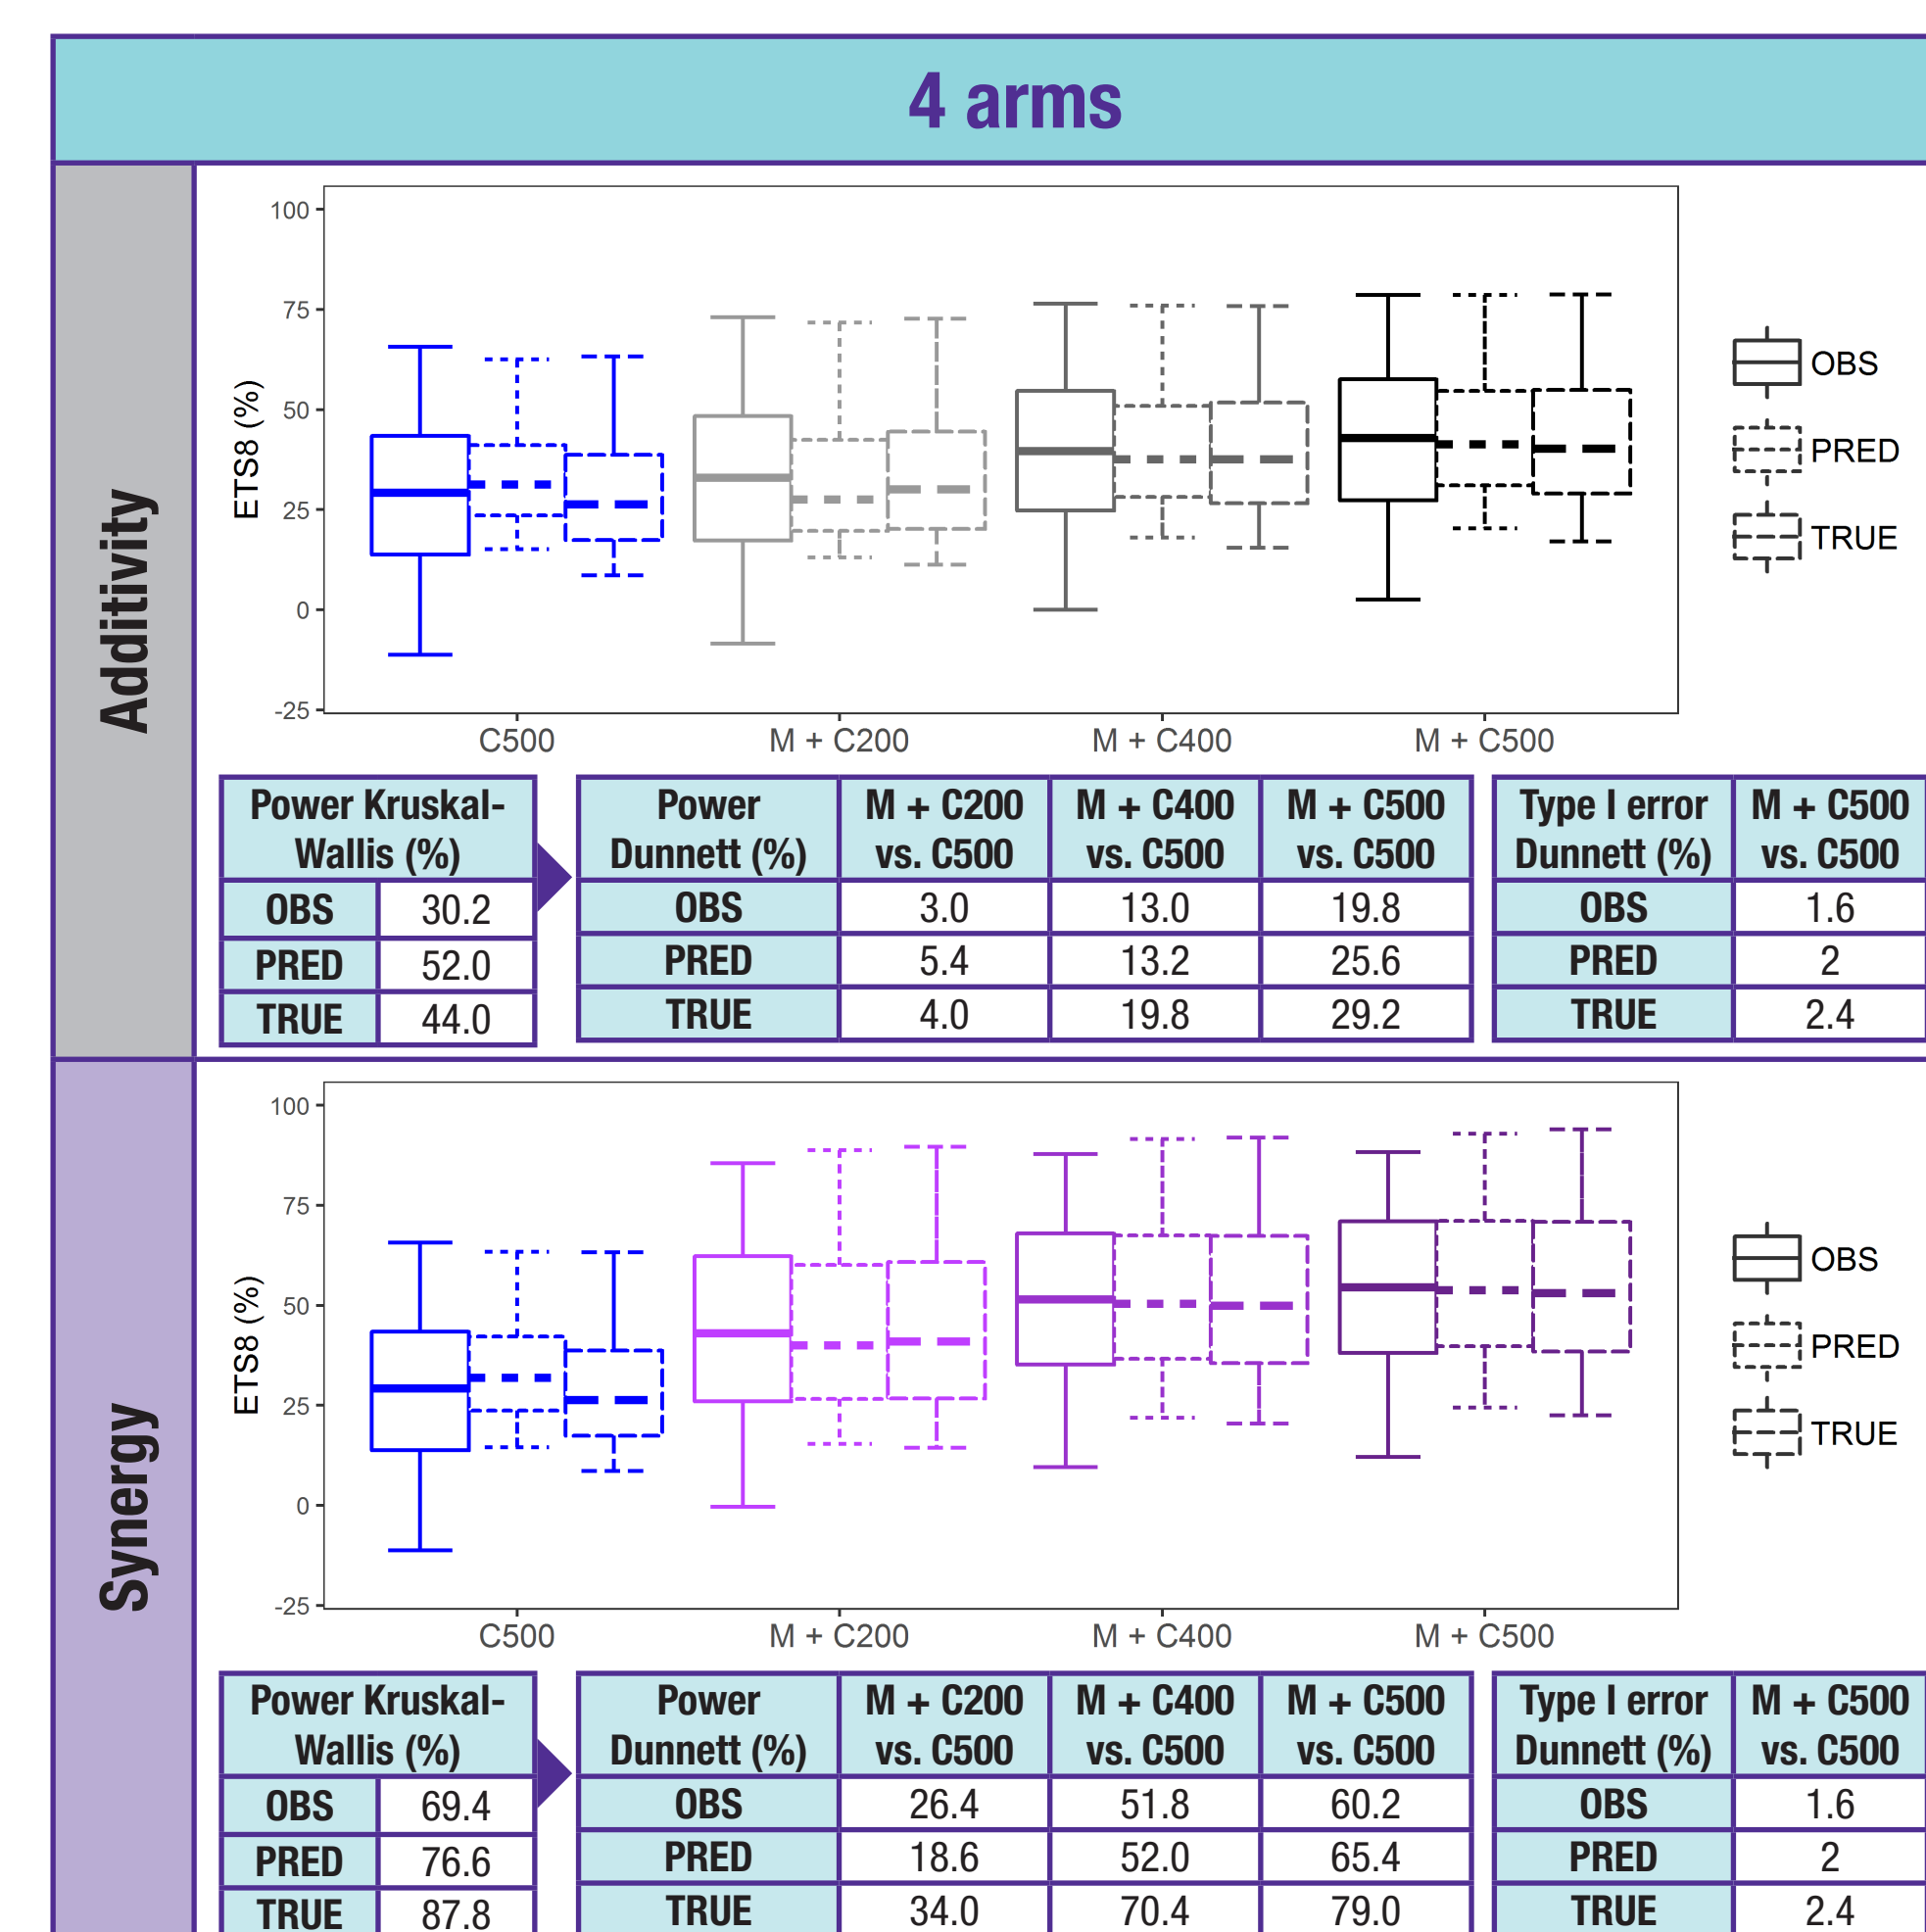 4 arms
Additivity
ETS8 (%)
100
75
50
25
0
-25
C500 M + C200 M + C400 M + C500
OBS
PRED
TRUE
Power Kruskal-
Wallis (%)
OBS 30.2
PRED 52.0
TRUE 44.0
Power M + C200 M + C400 M + C500
Dunnett (%) vs. C500 vs. C500 vs. C500
OBS 3.0 13.0 19.8
PRED 5.4 13.2 25.6
TRUE 4.0 19.8 29.2
Type I error M + C500
Dunnett (%) vs. C500
OBS 1.6
PRED 2
TRUE 2.4
Synergy
ETS8 (%)
100
75
50
25
0
-25
C500 M + C200 M + C400 M + C500
OBS
PRED
TRUE
Power Kruskal-
Wallis (%)
OBS 69.4
PRED 76.6
TRUE 87.8
Power M + C200 M + C400 M + C500
Dunnett (%) vs. C500 vs. C500 vs. C500
OBS 26.4 51.8 60.2
PRED 18.6 52.0 65.4
TRUE 34.0 70.4 79.0
Type I error M + C500
Dunnett (%) vs. C500
OBS 1.6
PRED 2
TRUE 2.4